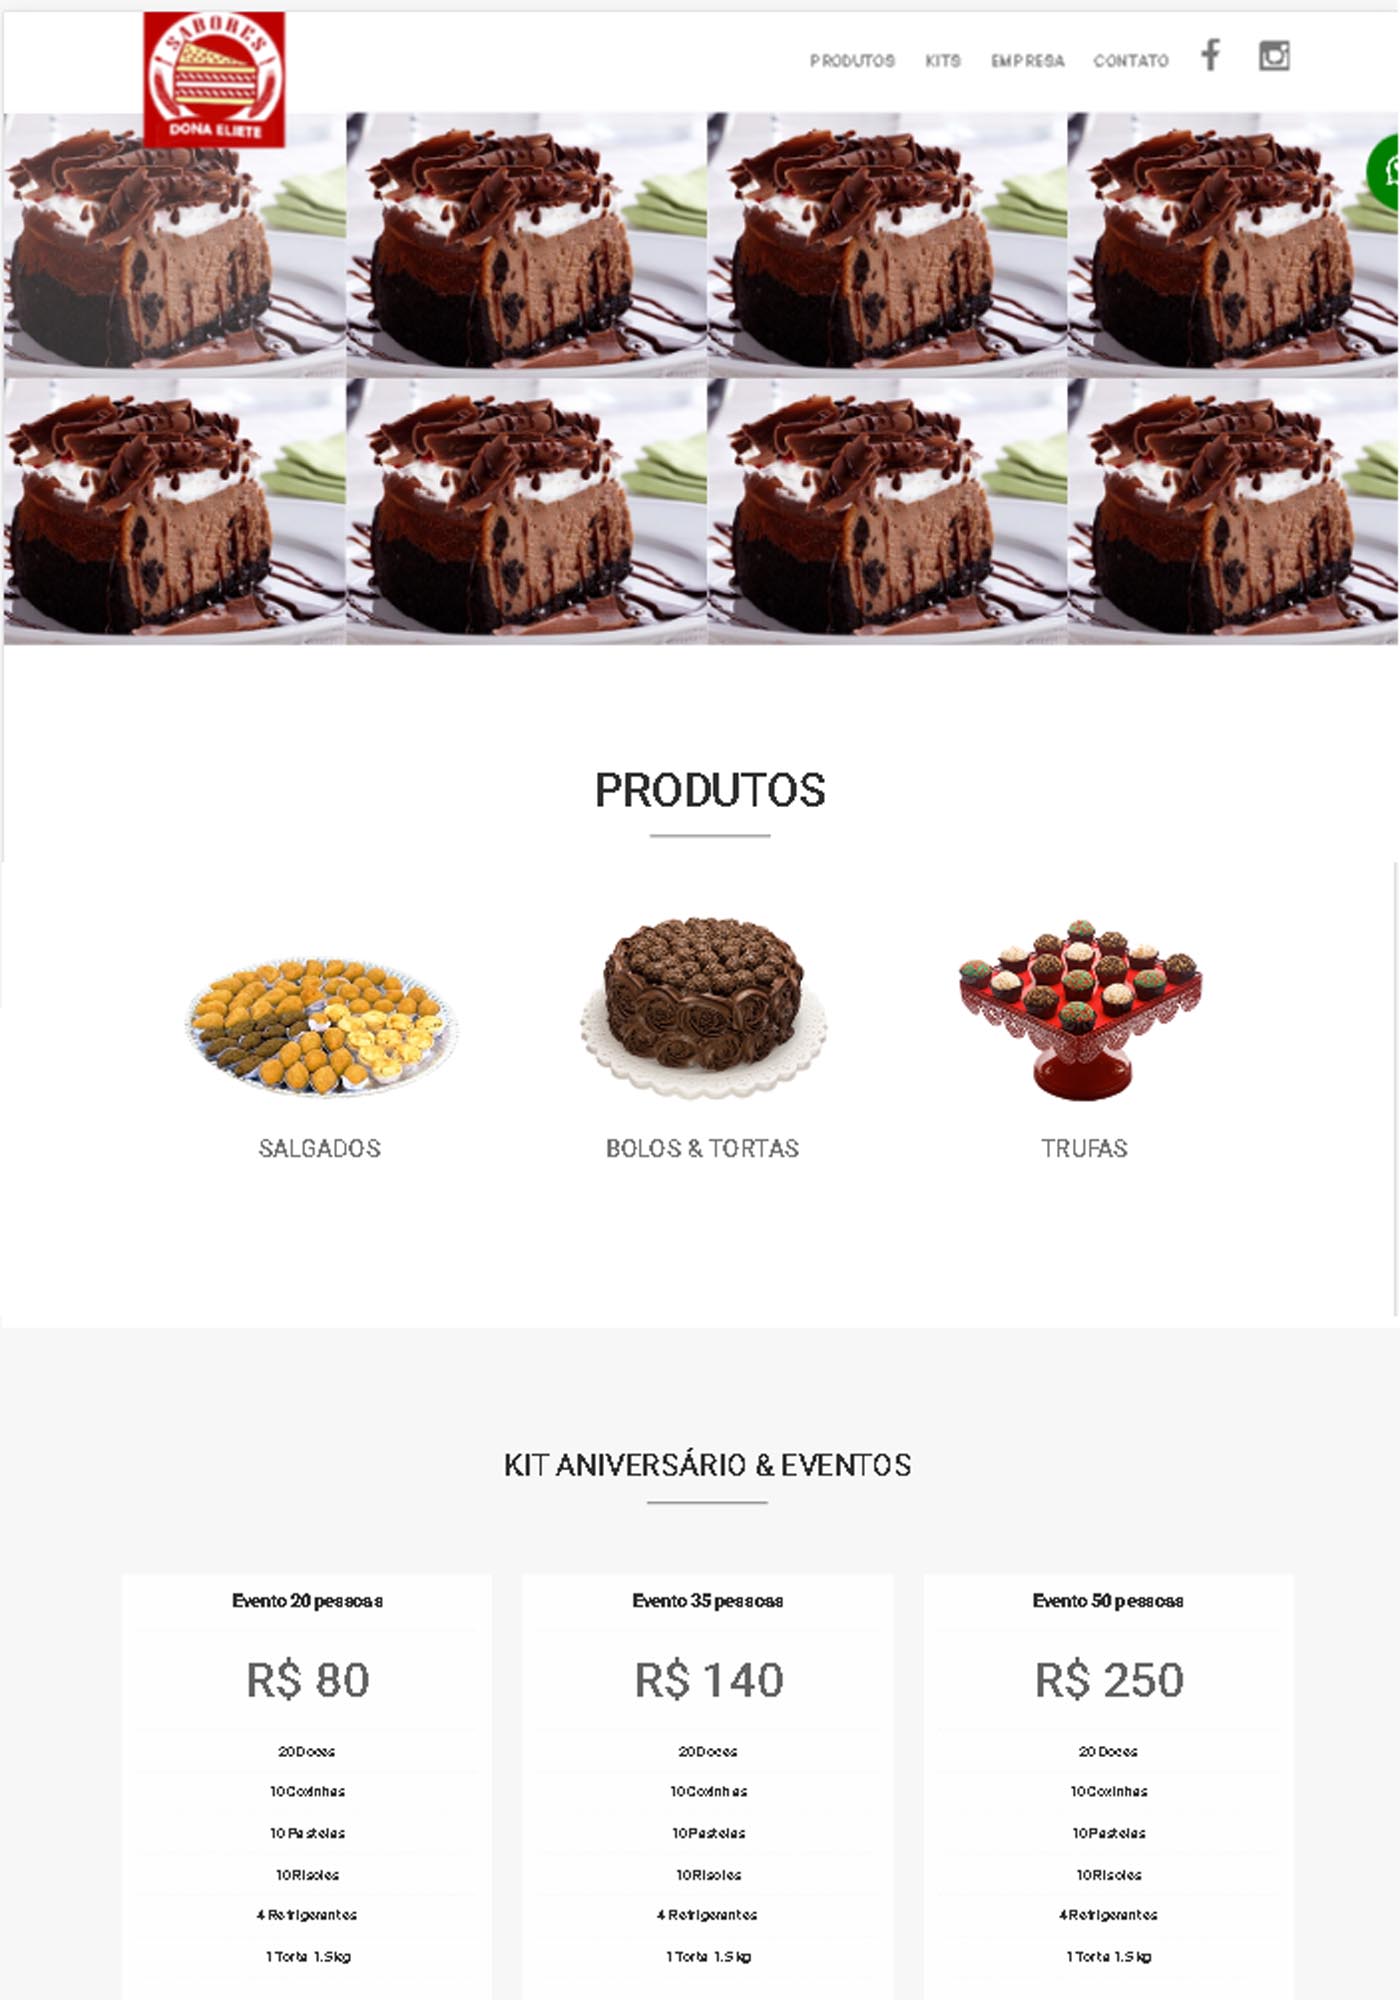 SABORES
DONA ELIETE
PRODUTOS KITS EMPRESA CONTATO
PRODUTOS
SALGADOS BOLOS & TORTAS TRUFAS
KIT ANIVERSÁRIO & EVENTOS
Evento 20 pessoas Evento 35 pessoas Evento 50 pessoas
R$ 80 R$ 140 R$ 250
20 Doces 20 Doces 20 Doces
10 Coxinhas 10 Coxinhas 10 Coxinhas
10 Pasteles 10 Pasteles 10 Pasteles
10 Risoles 10 Risoles 10 Risoles
4 Refrigerantes 4 Refrigerantes 4 Refrigerantes
1 Torta 1.5kg 1 Torta 1.5kg 1 Torta 1.5kg